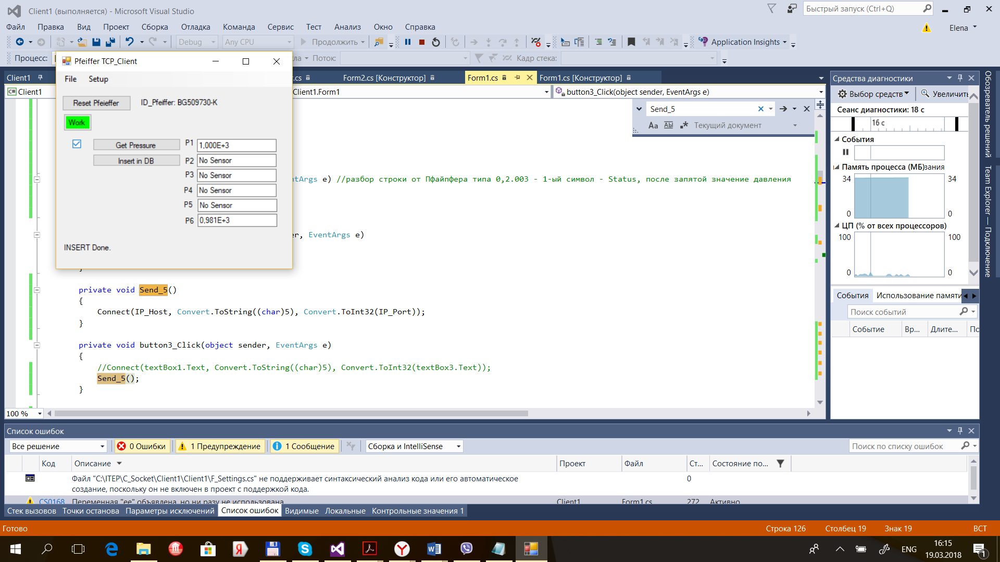 Client1 (выполняется) - Microsoft Visual Studio
Быстрый запуск (Ctrl+Q)
Файл Правка Вид Проект Сборка Отладка Команда Сервис Тест Анализ Окно Справка
Elena
Debug Any CPU Продолжить Application Insights
Процесс: Поток: Кадр стека:
Pfeiffer TCP_Client
File Setup
Reset Pfeieffer ID_Pfeiffer: BG509730-K
Work
Get Pressure P1 1,000E+3
Insert in DB P2 No Sensor
P3 No Sensor
P4 No Sensor
P5 No Sensor
P6 0,981E+3
INSERT Done.
Client1 .cs Form2.cs [Конструктор] Form1.cs Form1.cs [Конструктор]
Client1 Client1.Form1 button3_Click(object sender, EventArgs e)
Send_5
Aa Ab Текущий документ
ntArgs e) //разбор строки от Пфайпфера типа 0,2.003 - 1-ый символ - Status, после запятой значение давления
er, EventArgs e)
}
private void Send_5()
{
Connect(IP_Host, Convert.ToString((char)5), Convert.ToInt32(IP_Port));
}
private void button3_Click(object sender, EventArgs e)
{
//Connect(textBox1.Text, Convert.ToString((char)5), Convert.ToInt32(textBox3.Text));
Send_5();
}
100 %
Средства диагностики
Выбор средств Увеличить
Сеанс диагностики: 18 с
16 с
События
Память процесса (МБ)
34 34
0 0
ЦП (% от всех процессоров)
100 100
0 0
События Использование памяти
Поиск событий
Событие Вр... Длите... По
Обозреватель решений
Team Explorer — Подключение
Список ошибок
Все решение 0 Ошибки 1 Предупреждение 1 Сообщение Сборка и IntelliSense Поиск по списку ошибок
Код Описание Проект Файл Ст... Состояние по...
Файл "C:\ITEP\C_Socket\Client1\Client1\F_Settings.cs" не поддерживает синтаксический анализ кода или его автоматическое 0
создание, поскольку он не включен в проект с поддержкой кода.
CS0168 Переменная "ee" объявлена, но ни разу не использована Client1 Form1.cs 272 Активно
Стек вызовов Точки останова Параметры исключений Список ошибок Видимые Локальные Контрольные значения 1
Готово Строка 126 Столбец 19 Знак 19 ВСТ
ENG 16:15
19.03.2018
1